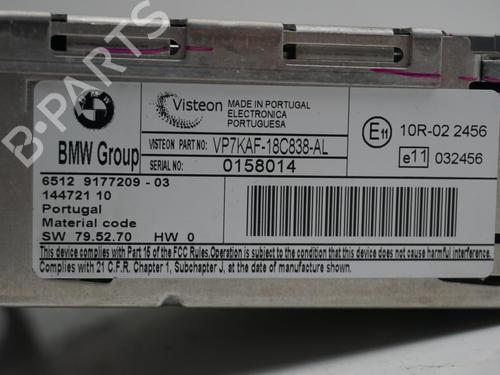 BMW Group
Visteon
MADE IN PORTUGAL
ELECTRONICA
PORTUGUESA
VISTEON PART NO: VP7KAF-18C838-AL
SERIAL NO: 0158014
E11 10R-02 2456
e11 032456
6512 9177209-03
144721 10
Portugal
Material code
SW 79.52.70 HW 0
This device complies with Part 15 of the FCC Rules.Operation is subject to the condition that this device does not cause harmful interference.
Complies with 21 C.F.R. Chapter 1, Subchapter J, at the date of manufacture shown.
B-PARTS